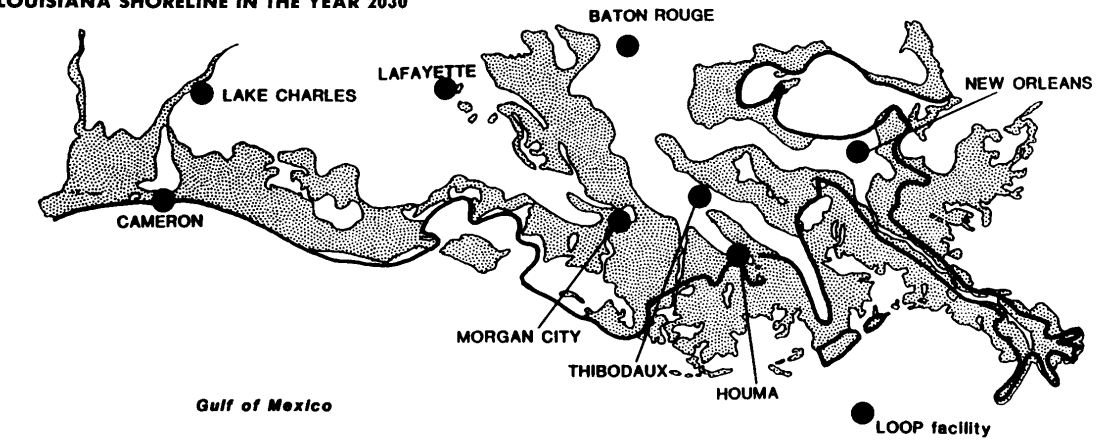 LOUISIANA SHORELINE IN THE YEAR 2030
BATON ROUGE
LAFAYETTE
LAKE CHARLES
NEW ORLEANS
CAMERON
MORGAN CITY
THIBODAUX
HOUMA
Gulf of Mexico
LOOP facility